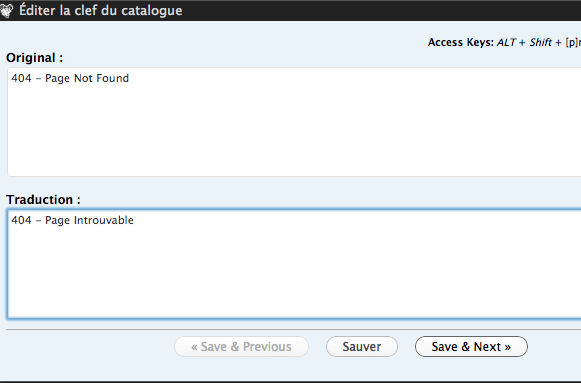 Éditer la clef du catalogue
Access Keys: ALT + Shift + [p]r
Original :
404 – Page Not Found
Traduction :
404 – Page Introuvable
« Save & Previous Sauver Save & Next »